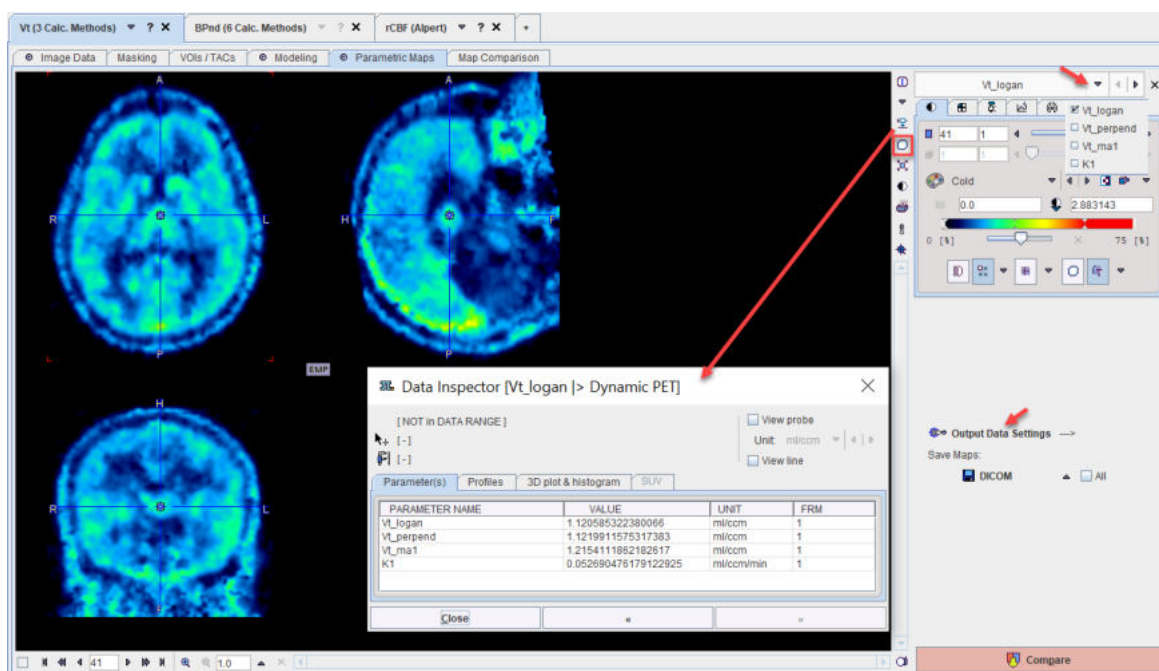 Vt (3 Calc. Methods) ? X BPnd (6 Calc. Methods) ? X rCBF (Alpert) ? X +
Image Data Masking VOIs / TACs Modeling Parametric Maps Map Comparison
A A
R L H F
P P
H
R L
EMP
Vt_logan
Vt_logan
Vt_perpend
Vt_ma1
K1
41 1
1 1
Cold
0.0 2.883143
0 [%] 75 [%]
Data Inspector [Vt_logan |> Dynamic PET]
[ NOT in DATA RANGE ]
[-]
[-]
View probe
Unit ml/ccm
View line
Parameter(s) Profiles 3D plot & histogram SUV
PARAMETER NAME VALUE UNIT FRM
Vt_logan 1.120585322380066 ml/ccm 1
Vt_perpend 1.1219911575317383 ml/ccm 1
Vt_ma1 1.2154111862182617 ml/ccm 1
K1 0.052690476179122925 ml/ccm/min 1
Close « »
Output Data Settings --->
Save Maps:
DICOM All
41 1.0
Compare